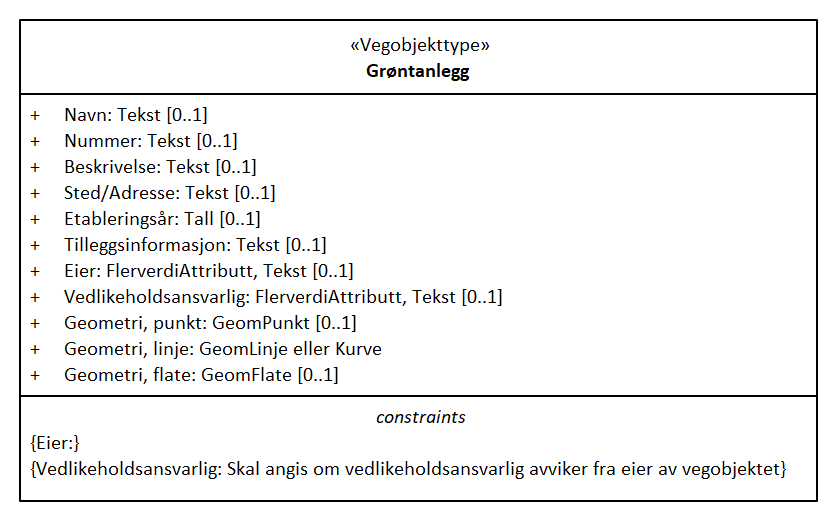 «Vegobjekttype»
Grøntanlegg
+ Navn: Tekst [0..1]
+ Nummer: Tekst [0..1]
+ Beskrivelse: Tekst [0..1]
+ Sted/Adresse: Tekst [0..1]
+ Etableringsår: Tall [0..1]
+ Tilleggsinformasjon: Tekst [0..1]
+ Eier: FlerverdiAttributt, Tekst [0..1]
+ Vedlikeholdsansvarlig: FlerverdiAttributt, Tekst [0..1]
+ Geometri, punkt: GeomPunkt [0..1]
+ Geometri, linje: GeomLinje eller Kurve
+ Geometri, flate: GeomFlate [0..1]
constraints
{Eier:}
{Vedlikeholdsansvarlig: Skal angis om vedlikeholdsansvarlig avviker fra eier av vegobjektet}